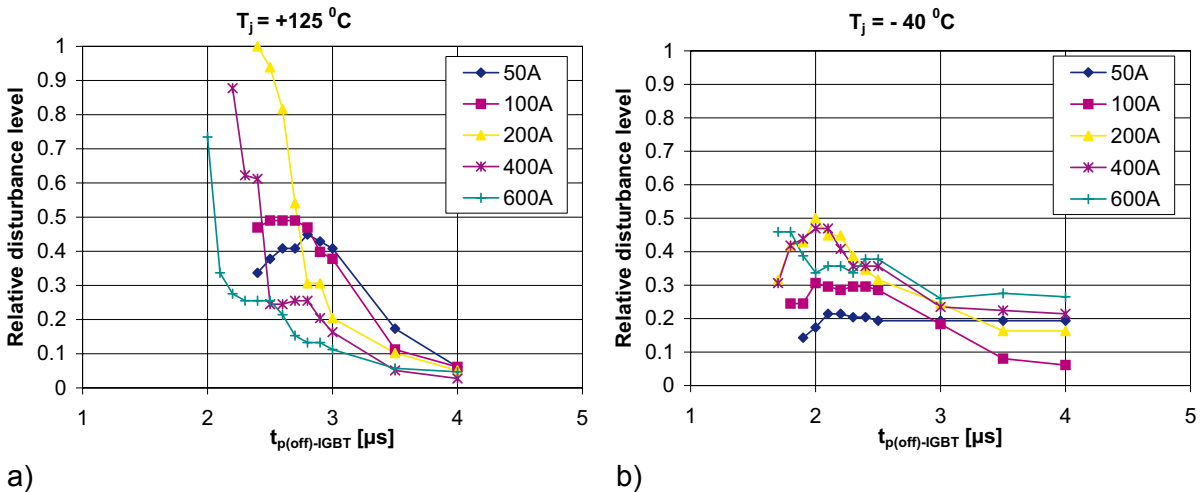 T_j = +125 ⁰C
Relative disturbance level
1
0.9
0.8
0.7
0.6
0.5
0.4
0.3
0.2
0.1
0
1 2 3 4 5
t_p(off)-IGBT [µs]
50A
100A
200A
400A
600A
a)
T_j = - 40 ⁰C
Relative disturbance level
1
0.9
0.8
0.7
0.6
0.5
0.4
0.3
0.2
0.1
0
1 2 3 4 5
t_p(off)-IGBT [µs]
50A
100A
200A
400A
600A
b)